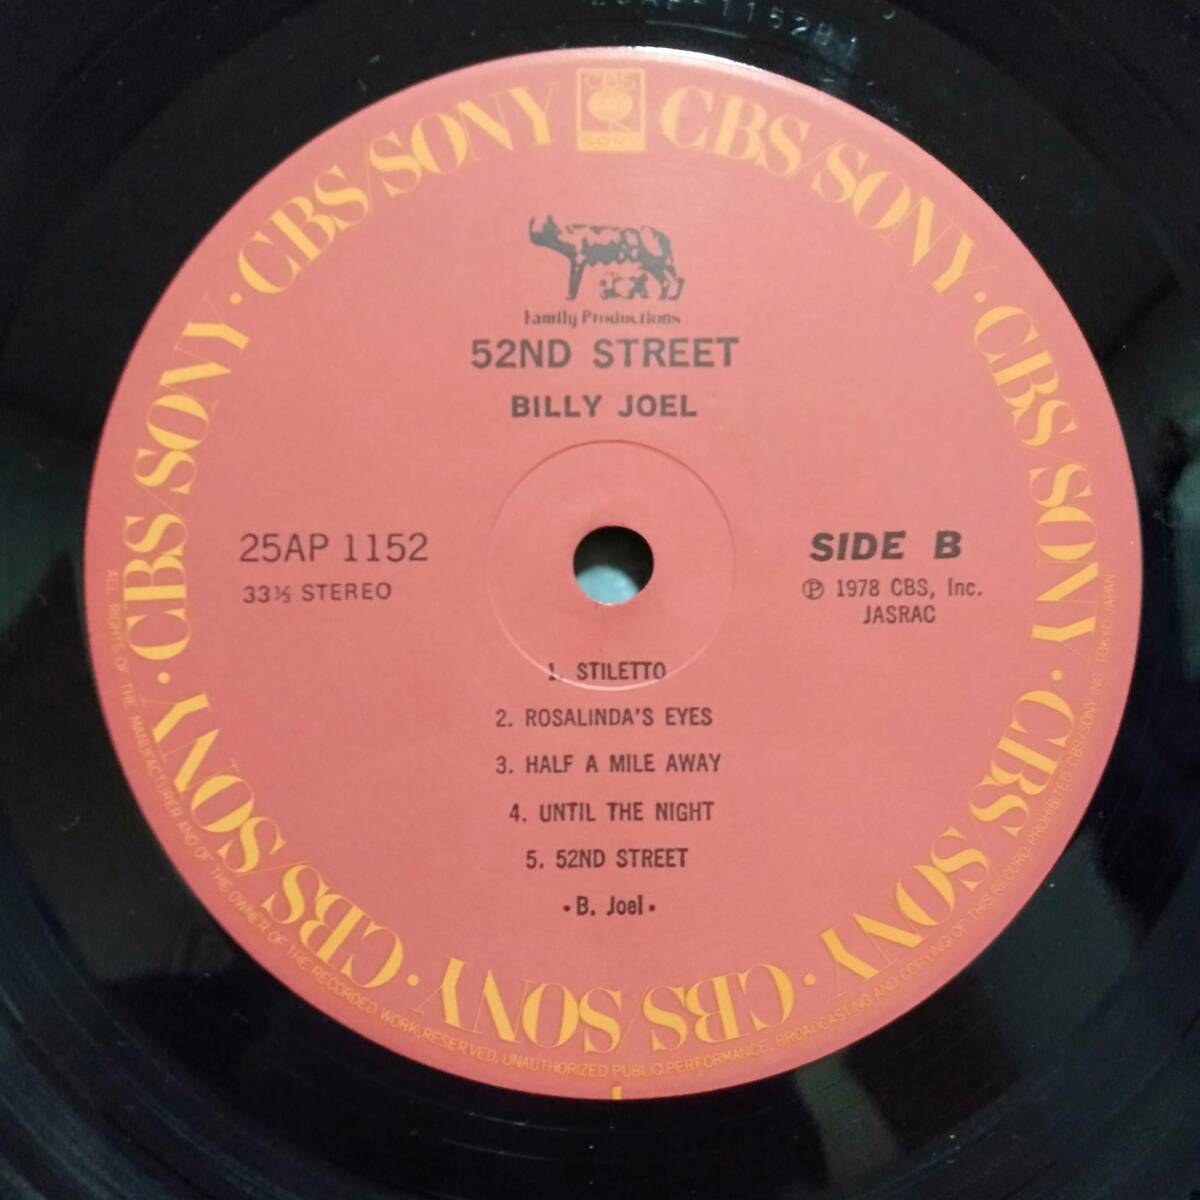 CBS
SONY
CBS/SONY · CBS/SONY · CBS/SONY · CBS/SONY · CBS/SONY · CBS/SONY · CBS/SONY · CBS/SONY
Family Productions
52ND STREET
BILLY JOEL
25AP 1152
33⅓ STEREO
SIDE B
Ⓟ 1978 CBS, Inc.
JASRAC
1. STILETTO
2. ROSALINDA'S EYES
3. HALF A MILE AWAY
4. UNTIL THE NIGHT
5. 52ND STREET
•B. Joel•
ALL RIGHTS OF THE MANUFACTURER AND OF THE OWNER OF THE RECORDED WORK RESERVED. UNAUTHORIZED PUBLIC PERFORMANCE, BROADCASTING AND COPYING OF THIS RECORD PROHIBITED. CBS/SONY INC. TOKYO JAPAN